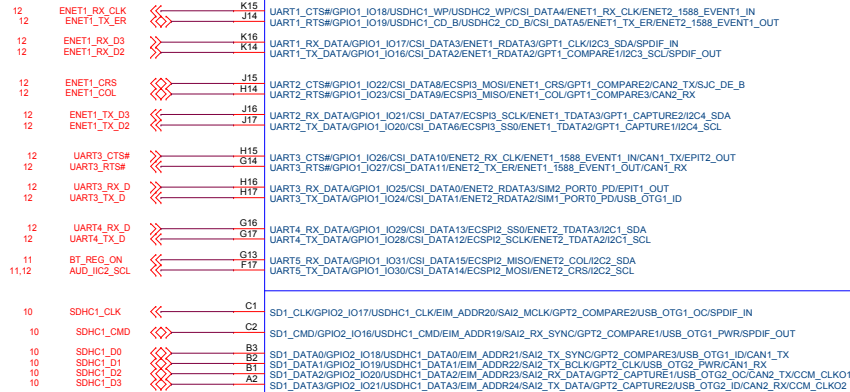 12 ENET1_RX_CLK K15 UART1_CTS#/GPIO1_IO18/USDHC1_WP/USDHC2_WP/CSI_DATA4/ENET1_RX_CLK/ENET2_1588_EVENT1_IN
12 ENET1_TX_ER J14 UART1_RTS#/GPIO1_IO19/USDHC1_CD_B/USDHC2_CD_B/CSI_DATA5/ENET1_TX_ER/ENET2_1588_EVENT1_OUT
12 ENET1_RX_D3 K16 UART1_RX_DATA/GPIO1_IO17/CSI_DATA3/ENET1_RDATA3/GPT1_CLK/I2C3_SDA/SPDIF_IN
12 ENET1_RX_D2 K14 UART1_TX_DATA/GPIO1_IO16/CSI_DATA2/ENET1_RDATA2/GPT1_COMPARE1/I2C3_SCL/SPDIF_OUT
12 ENET1_CRS J15 UART2_CTS#/GPIO1_IO22/CSI_DATA8/ECSPI3_MOSI/ENET1_CRS/GPT1_COMPARE2/CAN2_TX/SJC_DE_B
12 ENET1_COL H14 UART2_RTS#/GPIO1_IO23/CSI_DATA9/ECSPI3_MISO/ENET1_COL/GPT1_COMPARE3/CAN2_RX
12 ENET1_TX_D3 J16 UART2_RX_DATA/GPIO1_IO21/CSI_DATA7/ECSPI3_SCLK/ENET1_TDATA3/GPT1_CAPTURE2/I2C4_SDA
12 ENET1_TX_D2 J17 UART2_TX_DATA/GPIO1_IO20/CSI_DATA6/ECSPI3_SS0/ENET1_TDATA2/GPT1_CAPTURE1/I2C4_SCL
12 UART3_CTS# H15 UART3_CTS#/GPIO1_IO26/CSI_DATA10/ENET2_RX_CLK/ENET1_1588_EVENT1_IN/CAN1_TX/EPIT2_OUT
12 UART3_RTS# G14 UART3_RTS#/GPIO1_IO27/CSI_DATA11/ENET2_TX_ER/ENET1_1588_EVENT1_OUT/CAN1_RX
12 UART3_RX_D H16 UART3_RX_DATA/GPIO1_IO25/CSI_DATA0/ENET2_RDATA3/SIM2_PORT0_PD/EPIT1_OUT
12 UART3_TX_D H17 UART3_TX_DATA/GPIO1_IO24/CSI_DATA1/ENET2_RDATA2/SIM1_PORT0_PD/USB_OTG1_ID
12 UART4_RX_D G16 UART4_RX_DATA/GPIO1_IO29/CSI_DATA13/ECSPI2_SS0/ENET2_TDATA3/I2C1_SDA
12 UART4_TX_D G17 UART4_TX_DATA/GPIO1_IO28/CSI_DATA12/ECSPI2_SCLK/ENET2_TDATA2/I2C1_SCL
11 BT_REG_ON G13 UART5_RX_DATA/GPIO1_IO31/CSI_DATA15/ECSPI2_MISO/ENET2_COL/I2C2_SDA
11,12 AUD_IIC2_SCL F17 UART5_TX_DATA/GPIO1_IO30/CSI_DATA14/ECSPI2_MOSI/ENET2_CRS/I2C2_SCL
10 SDHC1_CLK C1 SD1_CLK/GPIO2_IO17/USDHC1_CLK/EIM_ADDR20/SAI2_MCLK/GPT2_COMPARE2/USB_OTG1_OC/SPDIF_IN
10 SDHC1_CMD C2 SD1_CMD/GPIO2_IO16/USDHC1_CMD/EIM_ADDR19/SAI2_RX_SYNC/GPT2_COMPARE1/USB_OTG1_PWR/SPDIF_OUT
10 SDHC1_D0 B3 SD1_DATA0/GPIO2_IO18/USDHC1_DATA0/EIM_ADDR21/SAI2_TX_SYNC/GPT2_COMPARE3/USB_OTG1_ID/CAN1_TX
10 SDHC1_D1 B2 SD1_DATA1/GPIO2_IO19/USDHC1_DATA1/EIM_ADDR22/SAI2_TX_BCLK/GPT2_CLK/USB_OTG2_PWR/CAN1_RX
10 SDHC1_D2 B1 SD1_DATA2/GPIO2_IO20/USDHC1_DATA2/EIM_ADDR23/SAI2_RX_DATA/GPT2_CAPTURE1/USB_OTG2_OC/CAN2_TX/CCM_CLKO1
10 SDHC1_D3 A2 SD1_DATA3/GPIO2_IO21/USDHC1_DATA3/EIM_ADDR24/SAI2_TX_DATA/GPT2_CAPTURE2/USB_OTG2_ID/CAN2_RX/CCM_CLKO2